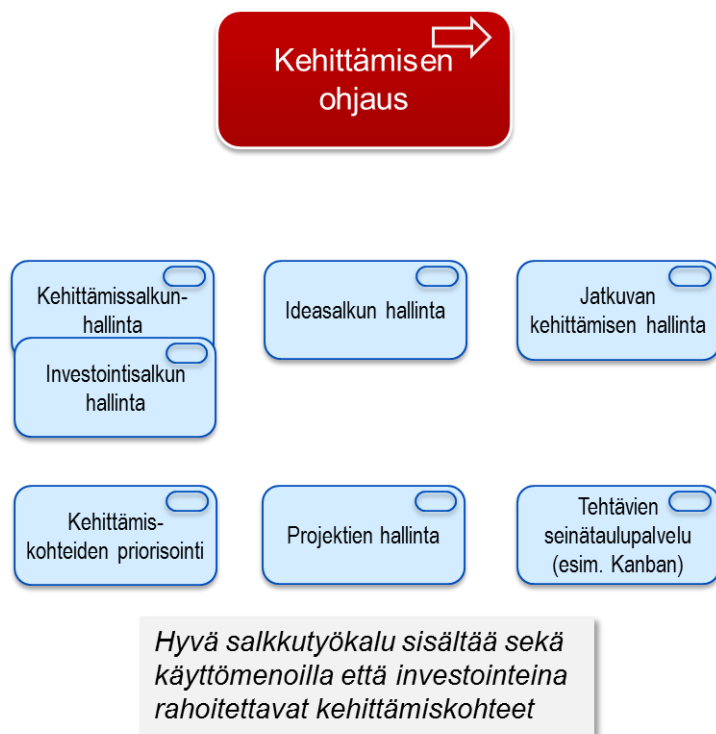 Kehittämisen
ohjaus
Kehittämissalkun-
hallinta
Investointisalkun
hallinta
Ideasalkun hallinta
Jatkuvan
kehittämisen hallinta
Kehittämis-
kohteiden priorisointi
Projektien hallinta
Tehtävien
seinätaulupalvelu
(esim. Kanban)
Hyvä salkkutyökalu sisältää sekä
käyttömenoilla että investointeina
rahoitettavat kehittämiskohteet